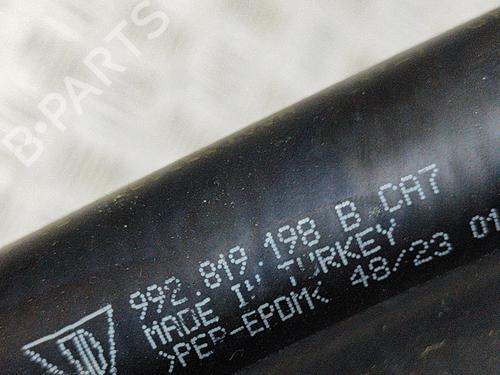 B-PARTS
992.819.198 B CA7
MADE IN TURKEY
>PEP-EPDM< 48/23 01